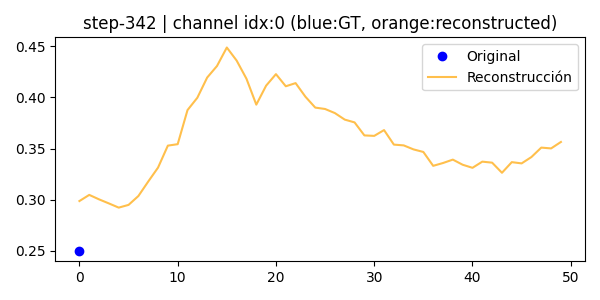 step-342 | channel idx:0 (blue:GT, orange:reconstructed)
Original
Reconstrucción
0.45
0.40
0.35
0.30
0.25
0 10 20 30 40 50